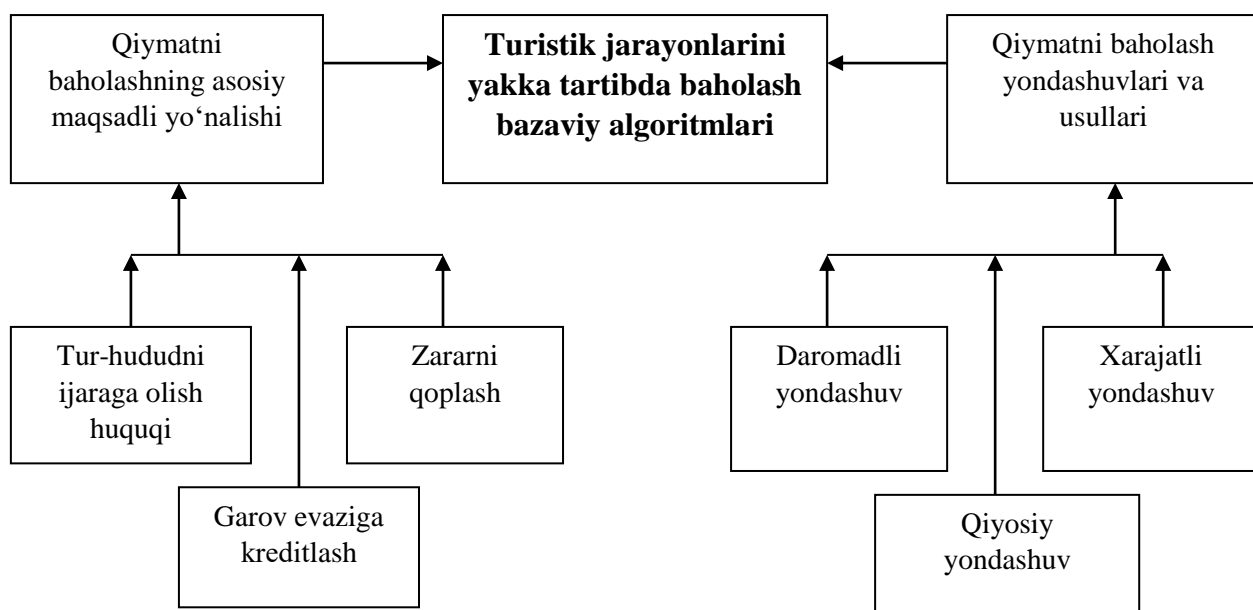 Qiymatni
baholashning asosiy
maqsadli yo‘nalishi
Turistik jarayonlarini
yakka tartibda baholash
bazaviy algoritmlari
Qiymatni baholash
yondashuvlari va
usullari
Tur-hududni
ijaraga olish
huquqi
Zararni
qoplash
Daromadli
yondashuv
Xarajatli
yondashuv
Garov evaziga
kreditlash
Qiyosiy
yondashuv